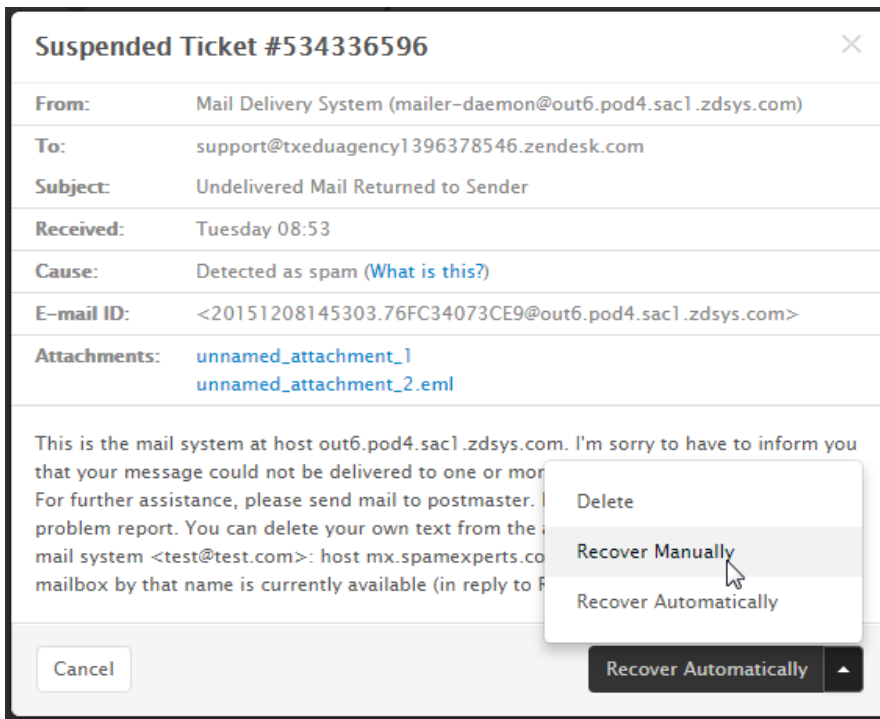 Suspended Ticket #534336596
From: Mail Delivery System (mailer-daemon@out6.pod4.sac1.zdsys.com)
To: support@txeduagency1396378546.zendesk.com
Subject: Undelivered Mail Returned to Sender
Received: Tuesday 08:53
Cause: Detected as spam (What is this?)
E-mail ID: <20151208145303.76FC34073CE9@out6.pod4.sac1.zdsys.com>
Attachments: unnamed_attachment_1
unnamed_attachment_2.eml
This is the mail system at host out6.pod4.sac1.zdsys.com. I'm sorry to have to inform you
that your message could not be delivered to one or
For further assistance, please send mail to postmaster.
problem report. You can delete your own text from the
mail system <test@test.com>: host mx.spamexperts.co
mailbox by that name is currently available (in reply to
Delete
Recover Manually
Recover Automatically
Cancel
Recover Automatically